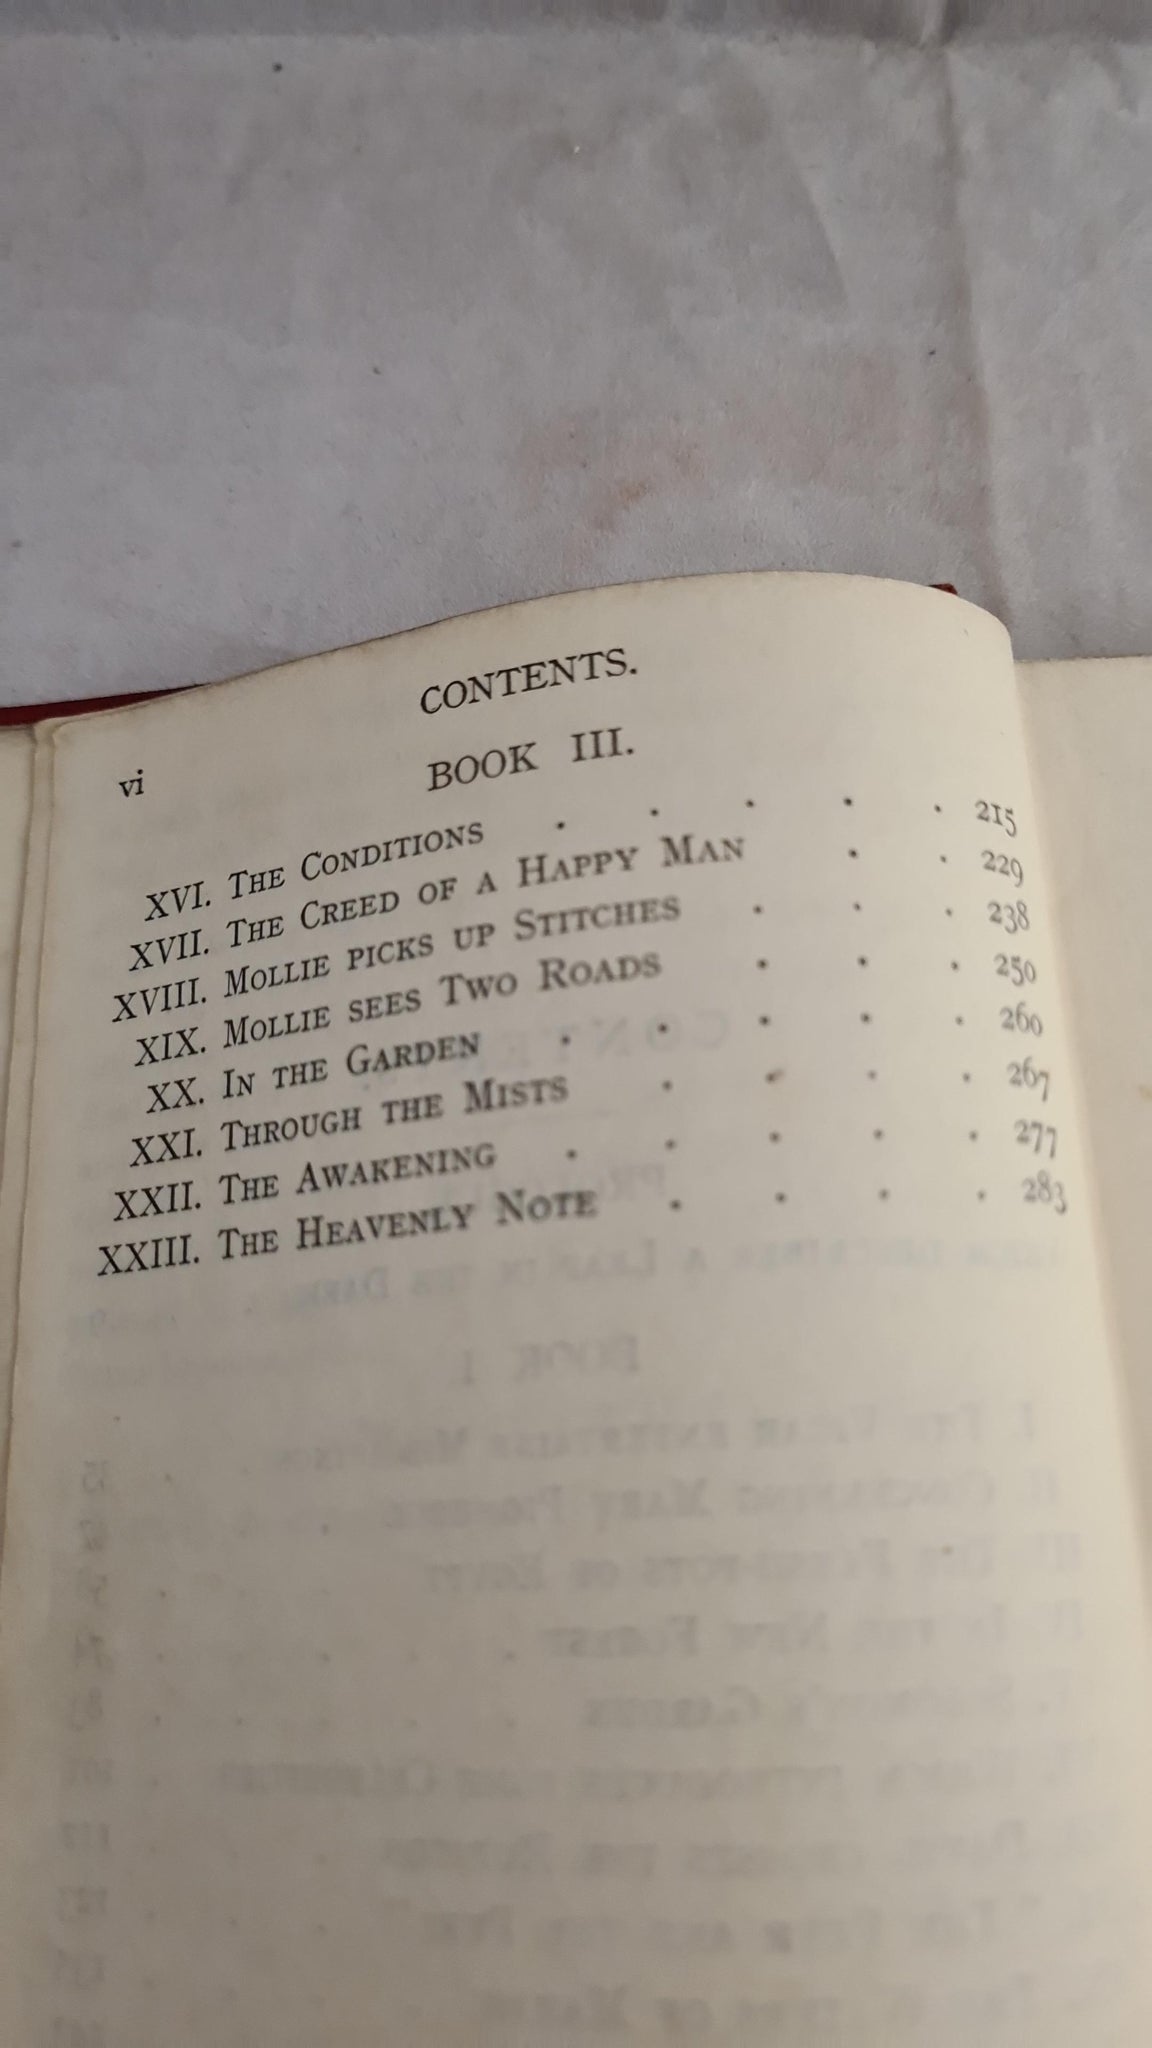 CONTENTS.
vi
BOOK III.
XVI. THE CONDITIONS . . . . . 215
XVII. THE CREED OF A HAPPY MAN . . 229
XVIII. MOLLIE PICKS UP STITCHES . . . 238
XIX. MOLLIE SEES TWO ROADS . . . 250
XX. IN THE GARDEN . . . . . 260
XXI. THROUGH THE MISTS . . . . 267
XXII. THE AWAKENING . . . . . 277
XXIII. THE HEAVENLY NOTE . . . . 283